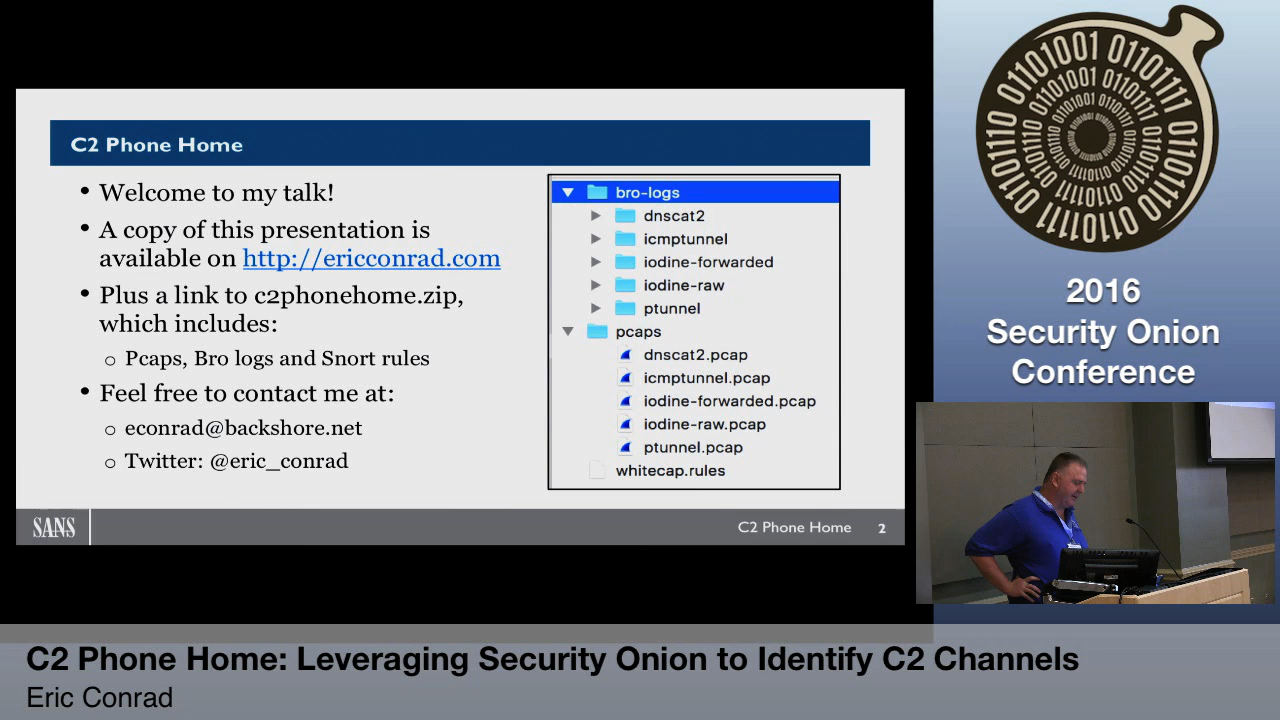 C2 Phone Home
• Welcome to my talk!
• A copy of this presentation is
available on http://ericconrad.com
• Plus a link to c2phonehome.zip,
which includes:
o Pcaps, Bro logs and Snort rules
• Feel free to contact me at:
o econrad@backshore.net
o Twitter: @eric_conrad
bro-logs
dnscat2
icmptunnel
iodine-forwarded
iodine-raw
ptunnel
pcaps
dnscat2.pcap
icmptunnel.pcap
iodine-forwarded.pcap
iodine-raw.pcap
ptunnel.pcap
whitecap.rules
SANS
C2 Phone Home 2
2016
Security Onion
Conference
C2 Phone Home: Leveraging Security Onion to Identify C2 Channels
Eric Conrad